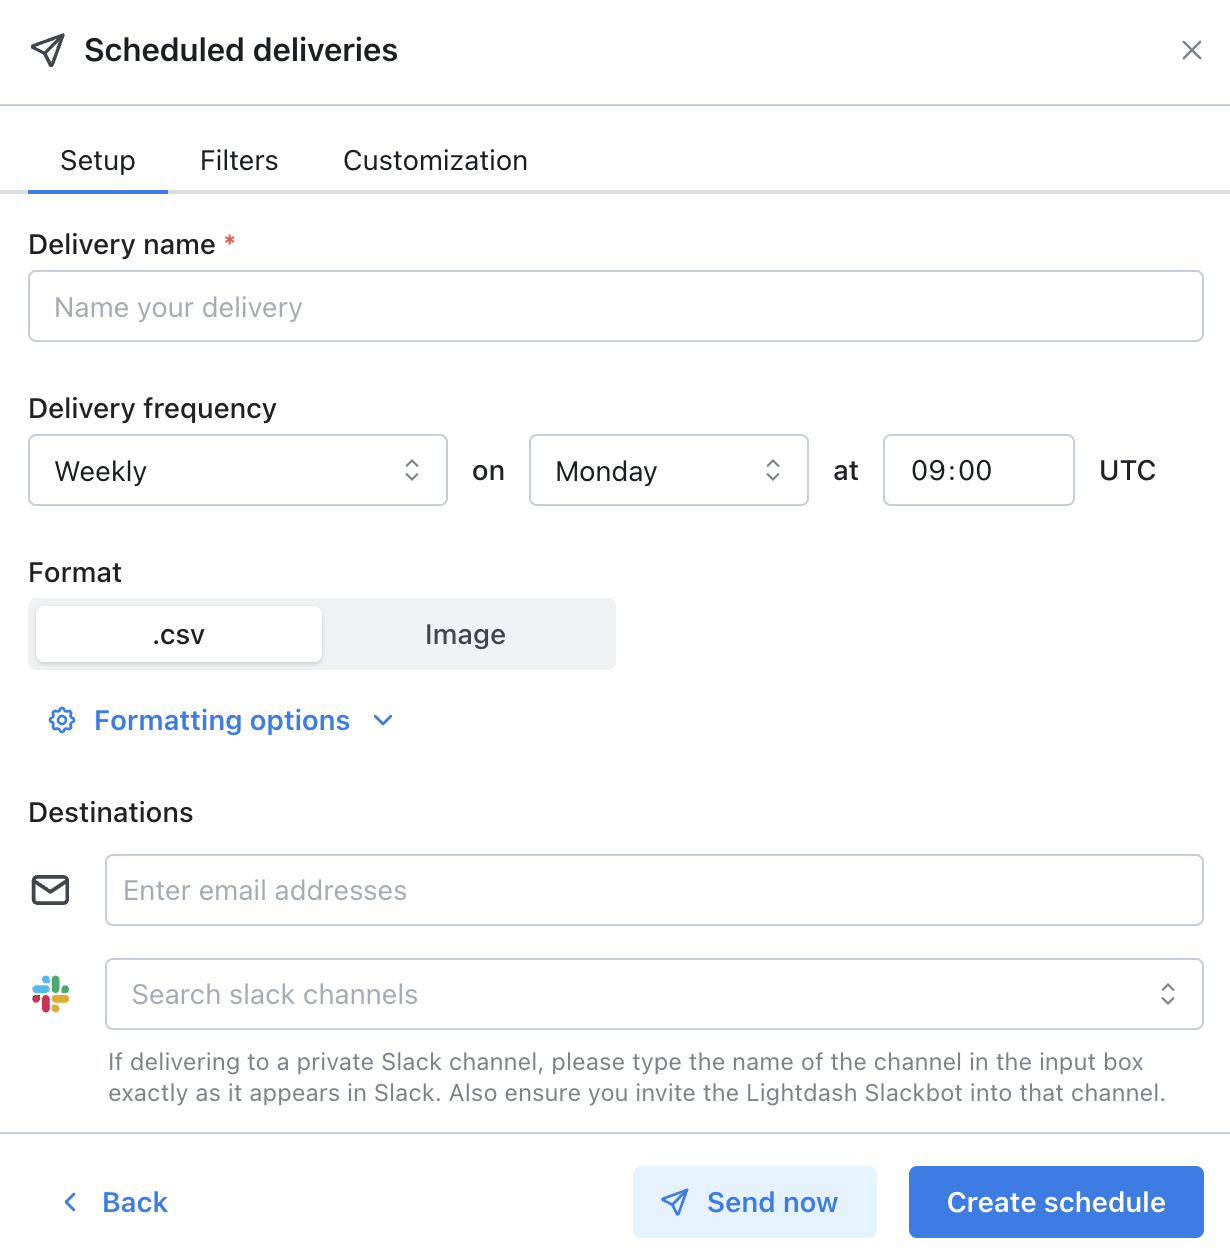 Scheduled deliveries
Setup Filters Customization
Delivery name *
Name your delivery
Delivery frequency
Weekly on Monday at 09:00 UTC
Format
.csv Image
Formatting options
Destinations
Enter email addresses
Search slack channels
If delivering to a private Slack channel, please type the name of the channel in the input box
exactly as it appears in Slack. Also ensure you invite the Lightdash Slackbot into that channel.
Back Send now Create schedule